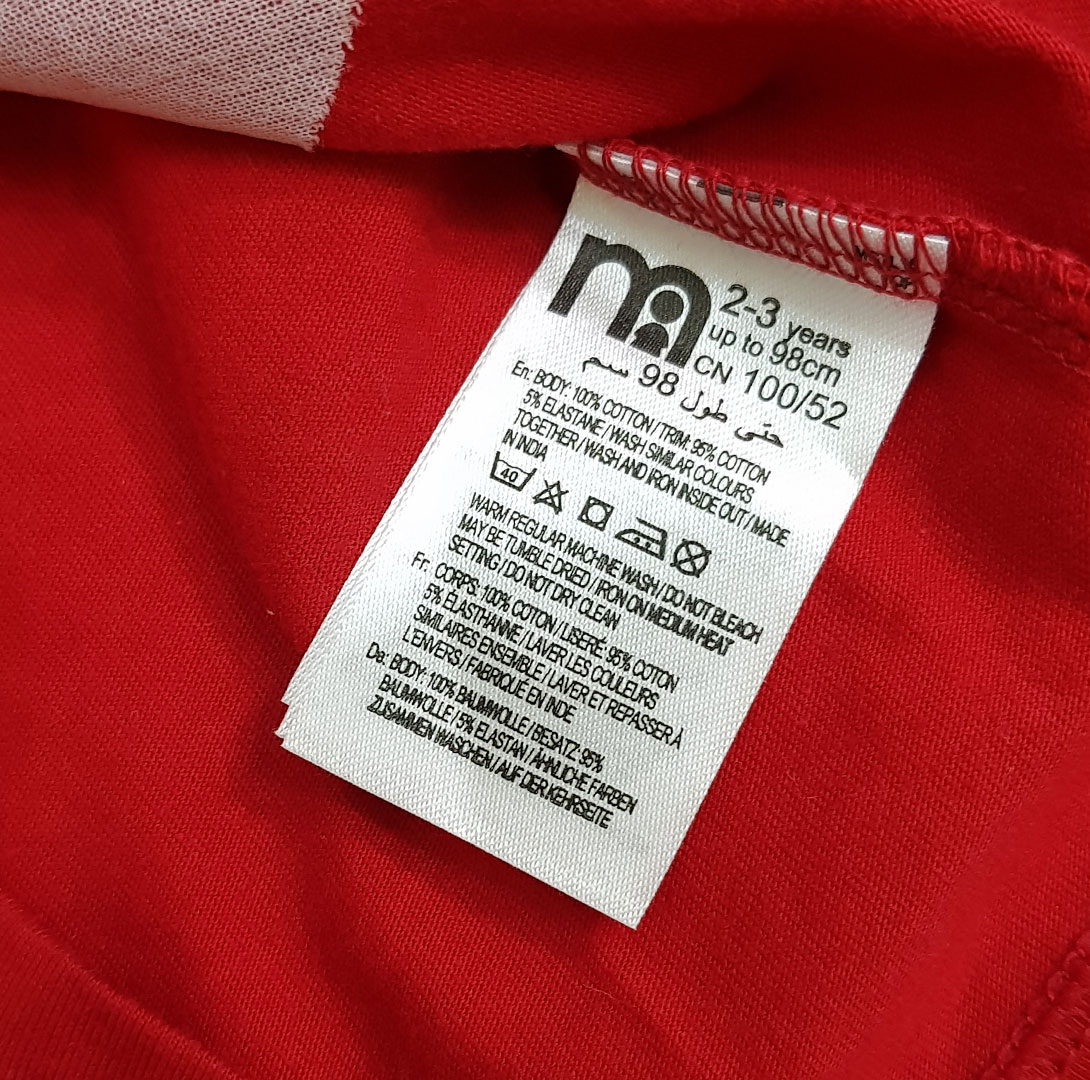 m
2-3 years
up to 98cm
CN 100/52
حتّى طول 98 سم
En: BODY: 100% COTTON / TRIM: 95% COTTON
5% ELASTANE / WASH SIMILAR COLOURS
TOGETHER / WASH AND IRON INSIDE OUT / MADE
IN INDIA
40
WARM REGULAR MACHINE WASH / DO NOT BLEACH
MAY BE TUMBLE DRIED / IRON ON MEDIUM HEAT
SETTING / DO NOT DRY CLEAN
Fr: CORPS: 100% COTON / LISERÉ: 95% COTON
5% ÉLASTHANNE / LAVER LES COULEURS
SIMILAIRES ENSEMBLE / LAVER ET REPASSER À
L'ENVERS / FABRIQUÉ EN INDE
Da: BODY: 100% BAUMWOLLE / BESATZ: 95%
BAUMWOLLE / 5% ELASTAN / ÄHNLICHE FARBEN
ZUSAMMEN WASCHEN / AUF DER KEHRSEITE